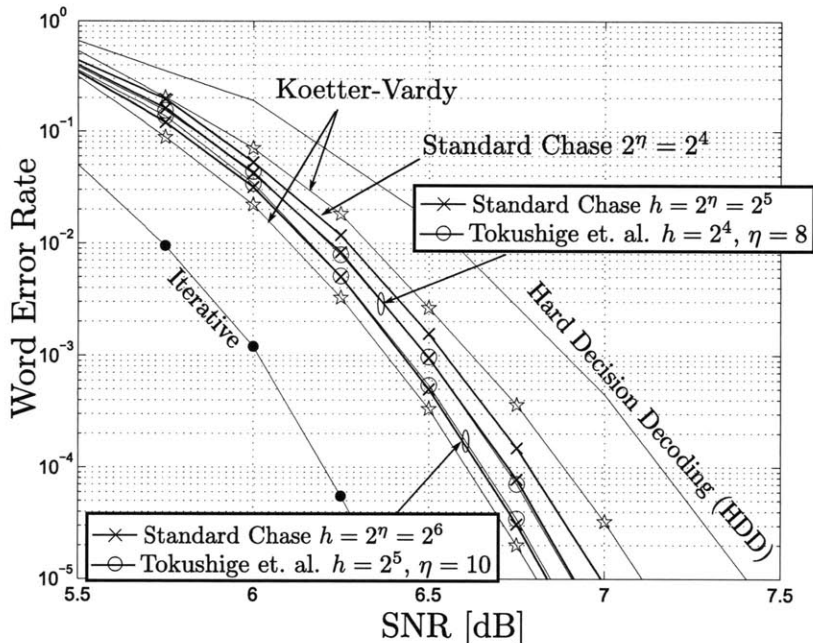 10^0
10^-1
10^-2
10^-3
10^-4
10^-5
Word Error Rate
Koetter-Vardy
Standard Chase 2^η = 2^4
Standard Chase h = 2^η = 2^5
Tokushige et. al. h = 2^4, η = 8
Iterative
Hard Decision Decoding (HDD)
Standard Chase h = 2^η = 2^6
Tokushige et. al. h = 2^5, η = 10
5.5 6 6.5 7 7.5
SNR [dB]